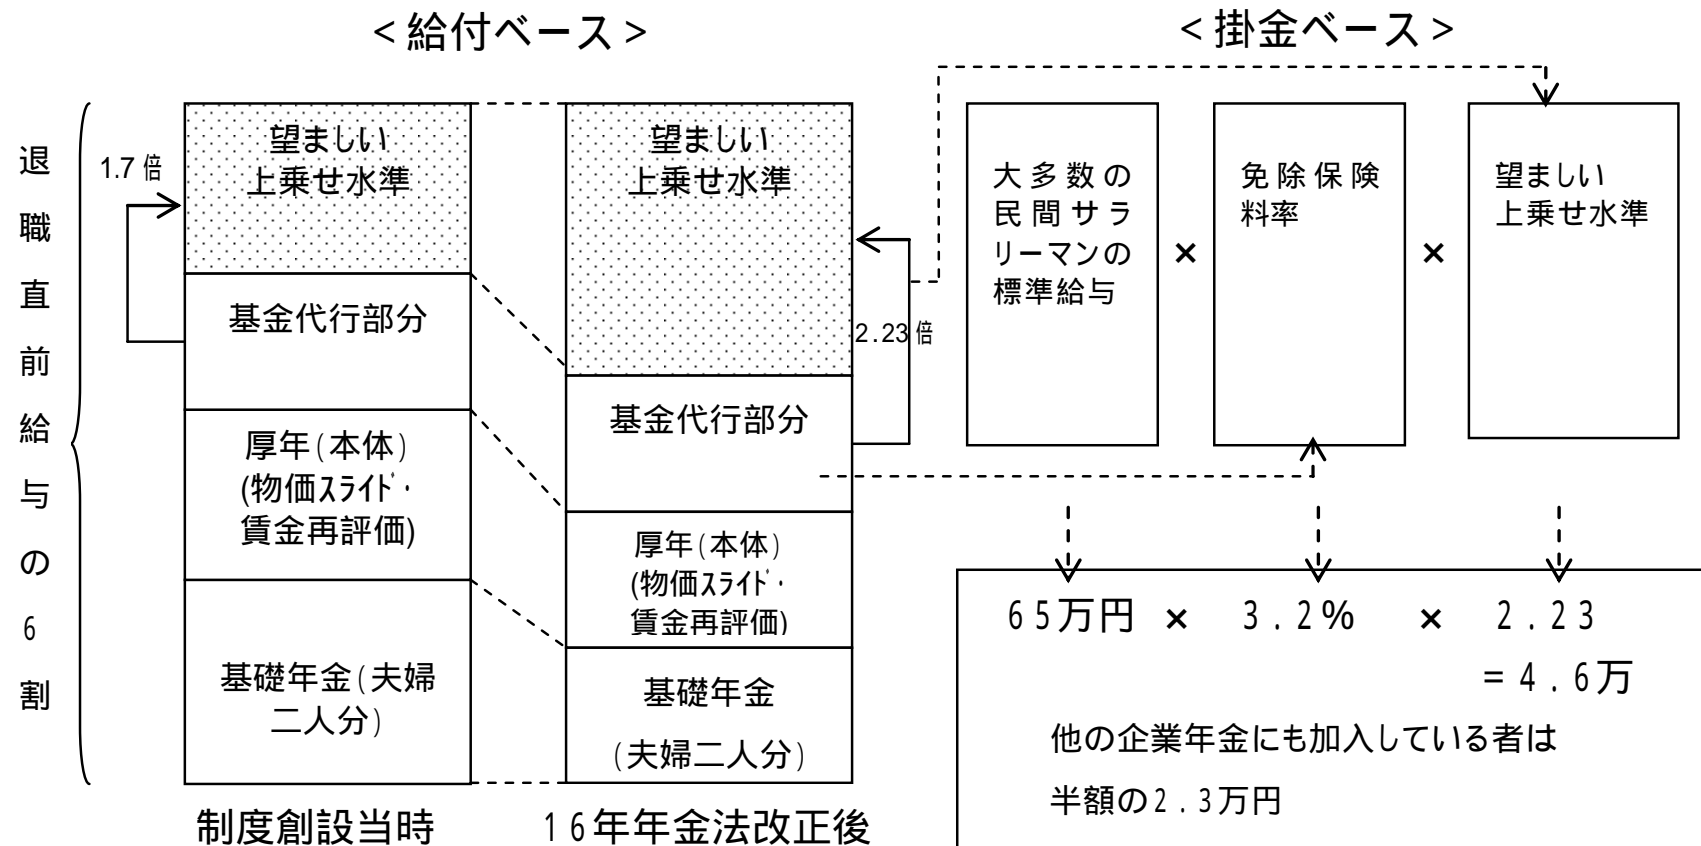 <給付ベース>
<掛金ベース>
退職直前給与の6割
1.7倍
望ましい
上乗せ水準
基金代行部分
厚年(本体)
(物価ｽﾗｲﾄﾞ・
賃金再評価)
基礎年金(夫婦
二人分)
制度創設当時
望ましい
上乗せ水準
2.23倍
基金代行部分
厚年(本体)
(物価ｽﾗｲﾄﾞ・
賃金再評価)
基礎年金
(夫婦二人分)
16年年金法改正後
大多数の
民間サラ
リーマンの
標準給与
×
免除保険
料率
×
望ましい
上乗せ水準
65万円 × 3.2% × 2.23
=4.6万
他の企業年金にも加入している者は
半額の2.3万円